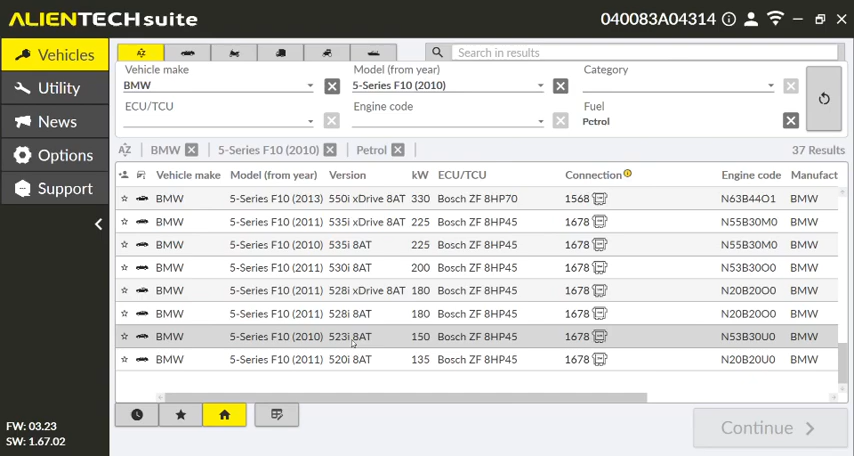 ALIENTECH suite
040083A04314
Vehicles
Utility
News
Options
Support
FW: 03.23
SW: 1.67.02
AZ
Search in results
Vehicle make
BMW
Model (from year)
5-Series F10 (2010)
Category
ECU/TCU
Engine code
Fuel
Petrol
AZ BMW 5-Series F10 (2010) Petrol 37 Results
Vehicle make Model (from year) Version kW ECU/TCU Connection Engine code Manufact
BMW 5-Series F10 (2013) 550i xDrive 8AT 330 Bosch ZF 8HP70 1568 N63B44O1 BMW
BMW 5-Series F10 (2011) 535i xDrive 8AT 225 Bosch ZF 8HP45 1678 N55B30M0 BMW
BMW 5-Series F10 (2010) 535i 8AT 225 Bosch ZF 8HP45 1678 N55B30M0 BMW
BMW 5-Series F10 (2011) 530i 8AT 200 Bosch ZF 8HP45 1678 N53B30O0 BMW
BMW 5-Series F10 (2011) 528i xDrive 8AT 180 Bosch ZF 8HP45 1678 N20B20O0 BMW
BMW 5-Series F10 (2011) 528i 8AT 180 Bosch ZF 8HP45 1678 N20B20O0 BMW
BMW 5-Series F10 (2010) 523i 8AT 150 Bosch ZF 8HP45 1678 N53B30U0 BMW
BMW 5-Series F10 (2011) 520i 8AT 135 Bosch ZF 8HP45 1678 N20B20U0 BMW
Continue